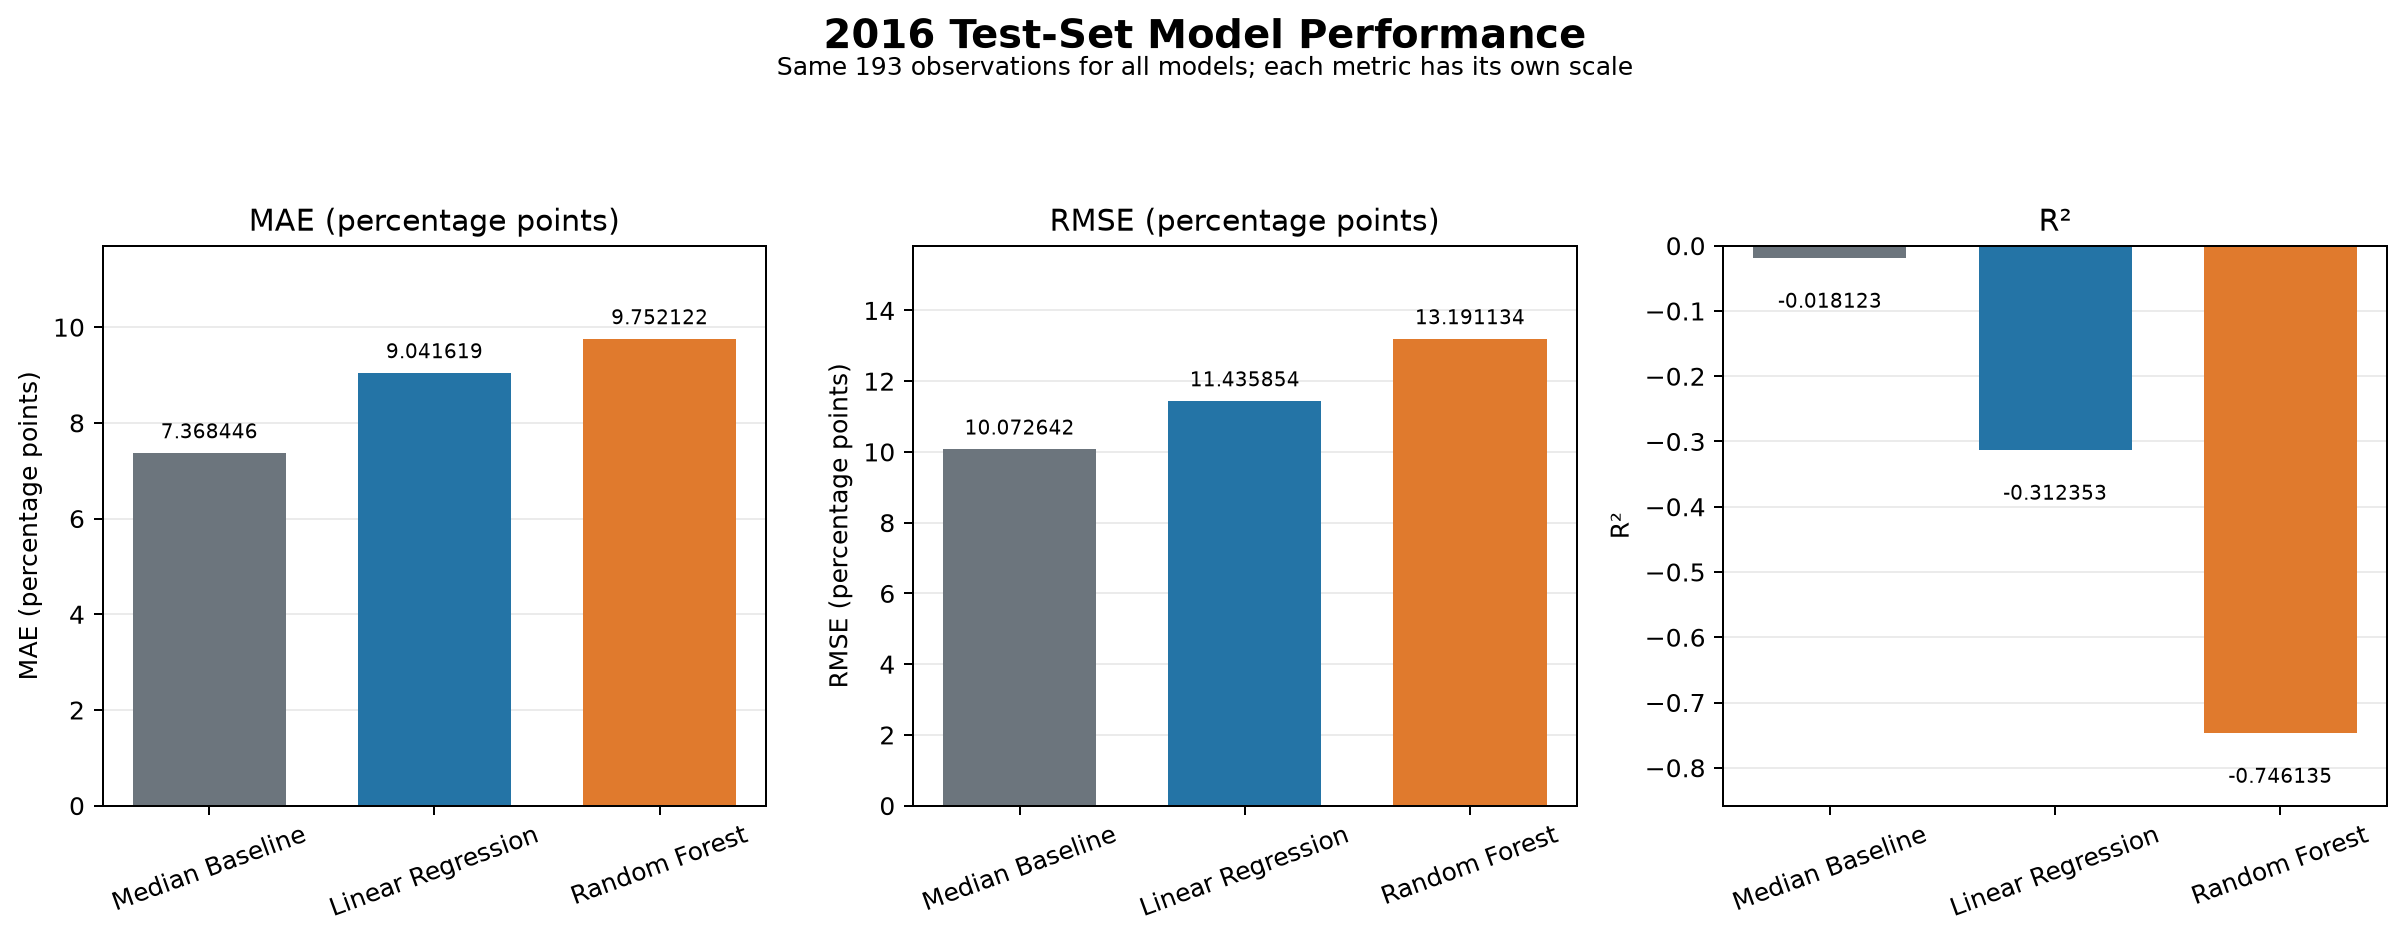 2016 Test-Set Model Performance
Same 193 observations for all models; each metric has its own scale
MAE (percentage points)
MAE (percentage points)
10
8
6
4
2
0
7.368446
9.041619
9.752122
Median Baseline
Linear Regression
Random Forest
RMSE (percentage points)
RMSE (percentage points)
14
12
10
8
6
4
2
0
10.072642
11.435854
13.191134
Median Baseline
Linear Regression
Random Forest
R²
R²
0.0
−0.1
−0.2
−0.3
−0.4
−0.5
−0.6
−0.7
−0.8
-0.018123
-0.312353
-0.746135
Median Baseline
Linear Regression
Random Forest